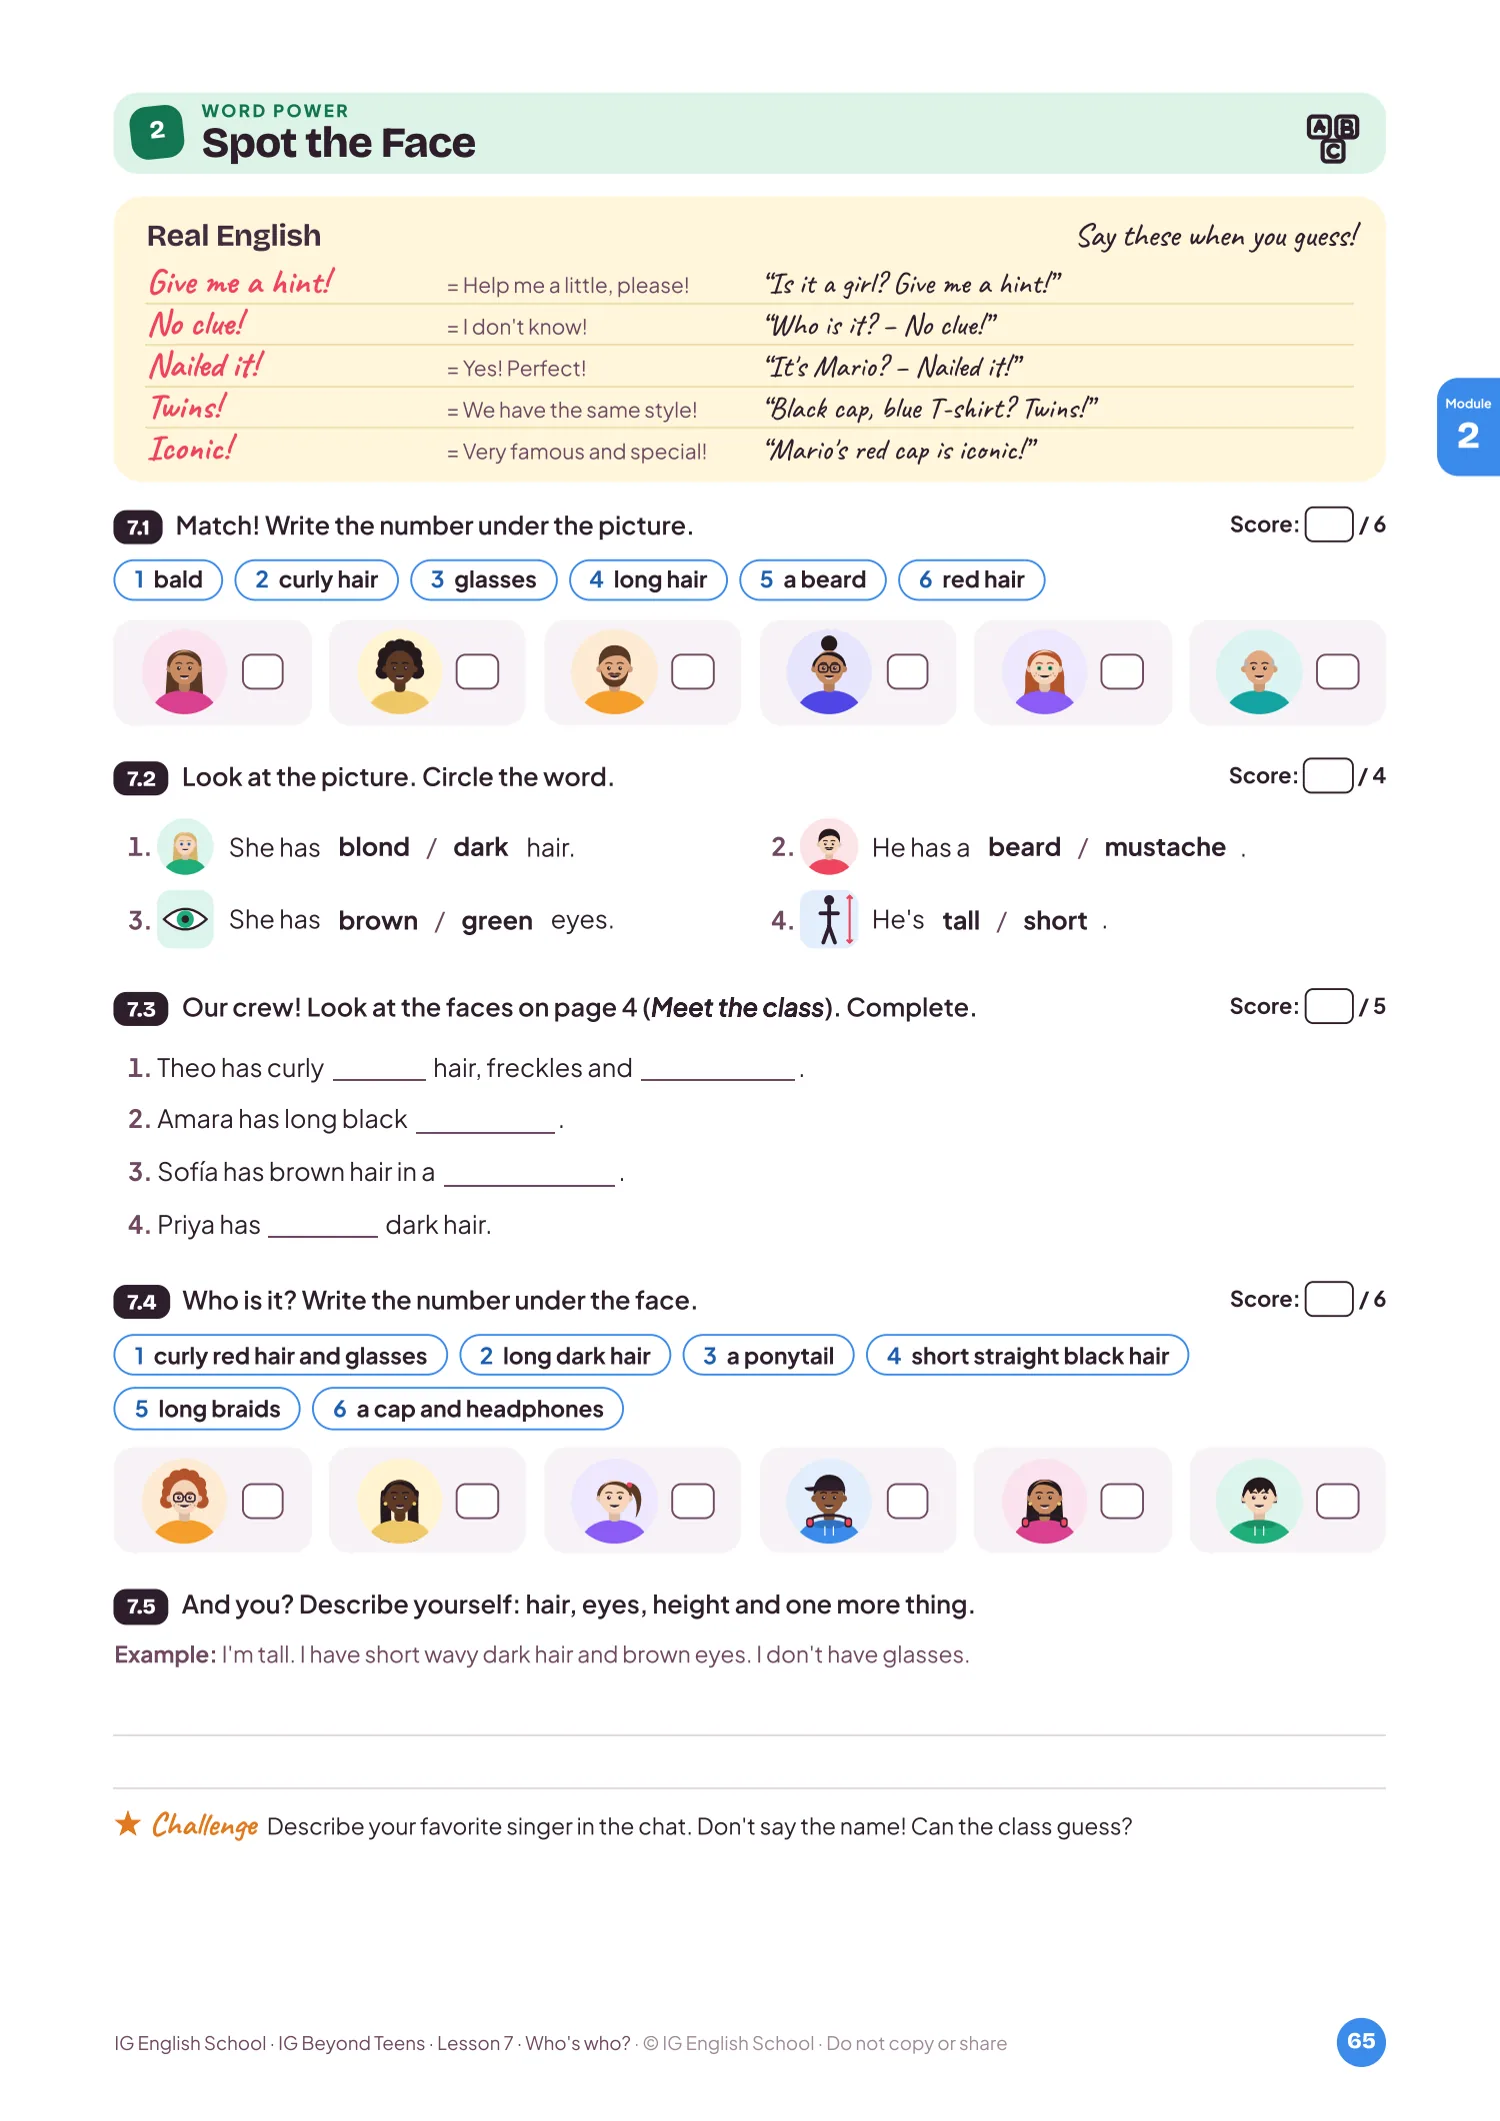 2
WORD POWER
Spot the Face
A B C
Real English
Say these when you guess!
Give me a hint! = Help me a little, please! “Is it a girl? Give me a hint!”
No clue! = I don't know! “Who is it? – No clue!”
Nailed it! = Yes! Perfect! “It's Mario? – Nailed it!”
Twins! = We have the same style! “Black cap, blue T-shirt? Twins!”
Iconic! = Very famous and special! “Mario's red cap is iconic!”
Module
2
7.1 Match! Write the number under the picture. Score: / 6
1 bald 2 curly hair 3 glasses 4 long hair 5 a beard 6 red hair
7.2 Look at the picture. Circle the word. Score: / 4
1. She has blond / dark hair. 2. He has a beard / mustache .
3. She has brown / green eyes. 4. He's tall / short .
7.3 Our crew! Look at the faces on page 4 (Meet the class). Complete. Score: / 5
1. Theo has curly ______ hair, freckles and ______ .
2. Amara has long black ______ .
3. Sofía has brown hair in a ______ .
4. Priya has ______ dark hair.
7.4 Who is it? Write the number under the face. Score: / 6
1 curly red hair and glasses 2 long dark hair 3 a ponytail 4 short straight black hair
5 long braids 6 a cap and headphones
7.5 And you? Describe yourself: hair, eyes, height and one more thing.
Example: I'm tall. I have short wavy dark hair and brown eyes. I don't have glasses.
★ Challenge Describe your favorite singer in the chat. Don't say the name! Can the class guess?
IG English School · IG Beyond Teens · Lesson 7 · Who's who? · © IG English School · Do not copy or share
65